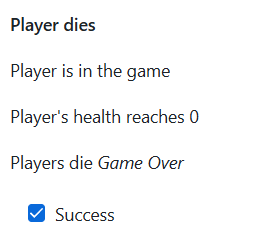 Player dies
Player is in the game
Player's health reaches 0
Players die Game Over
Success